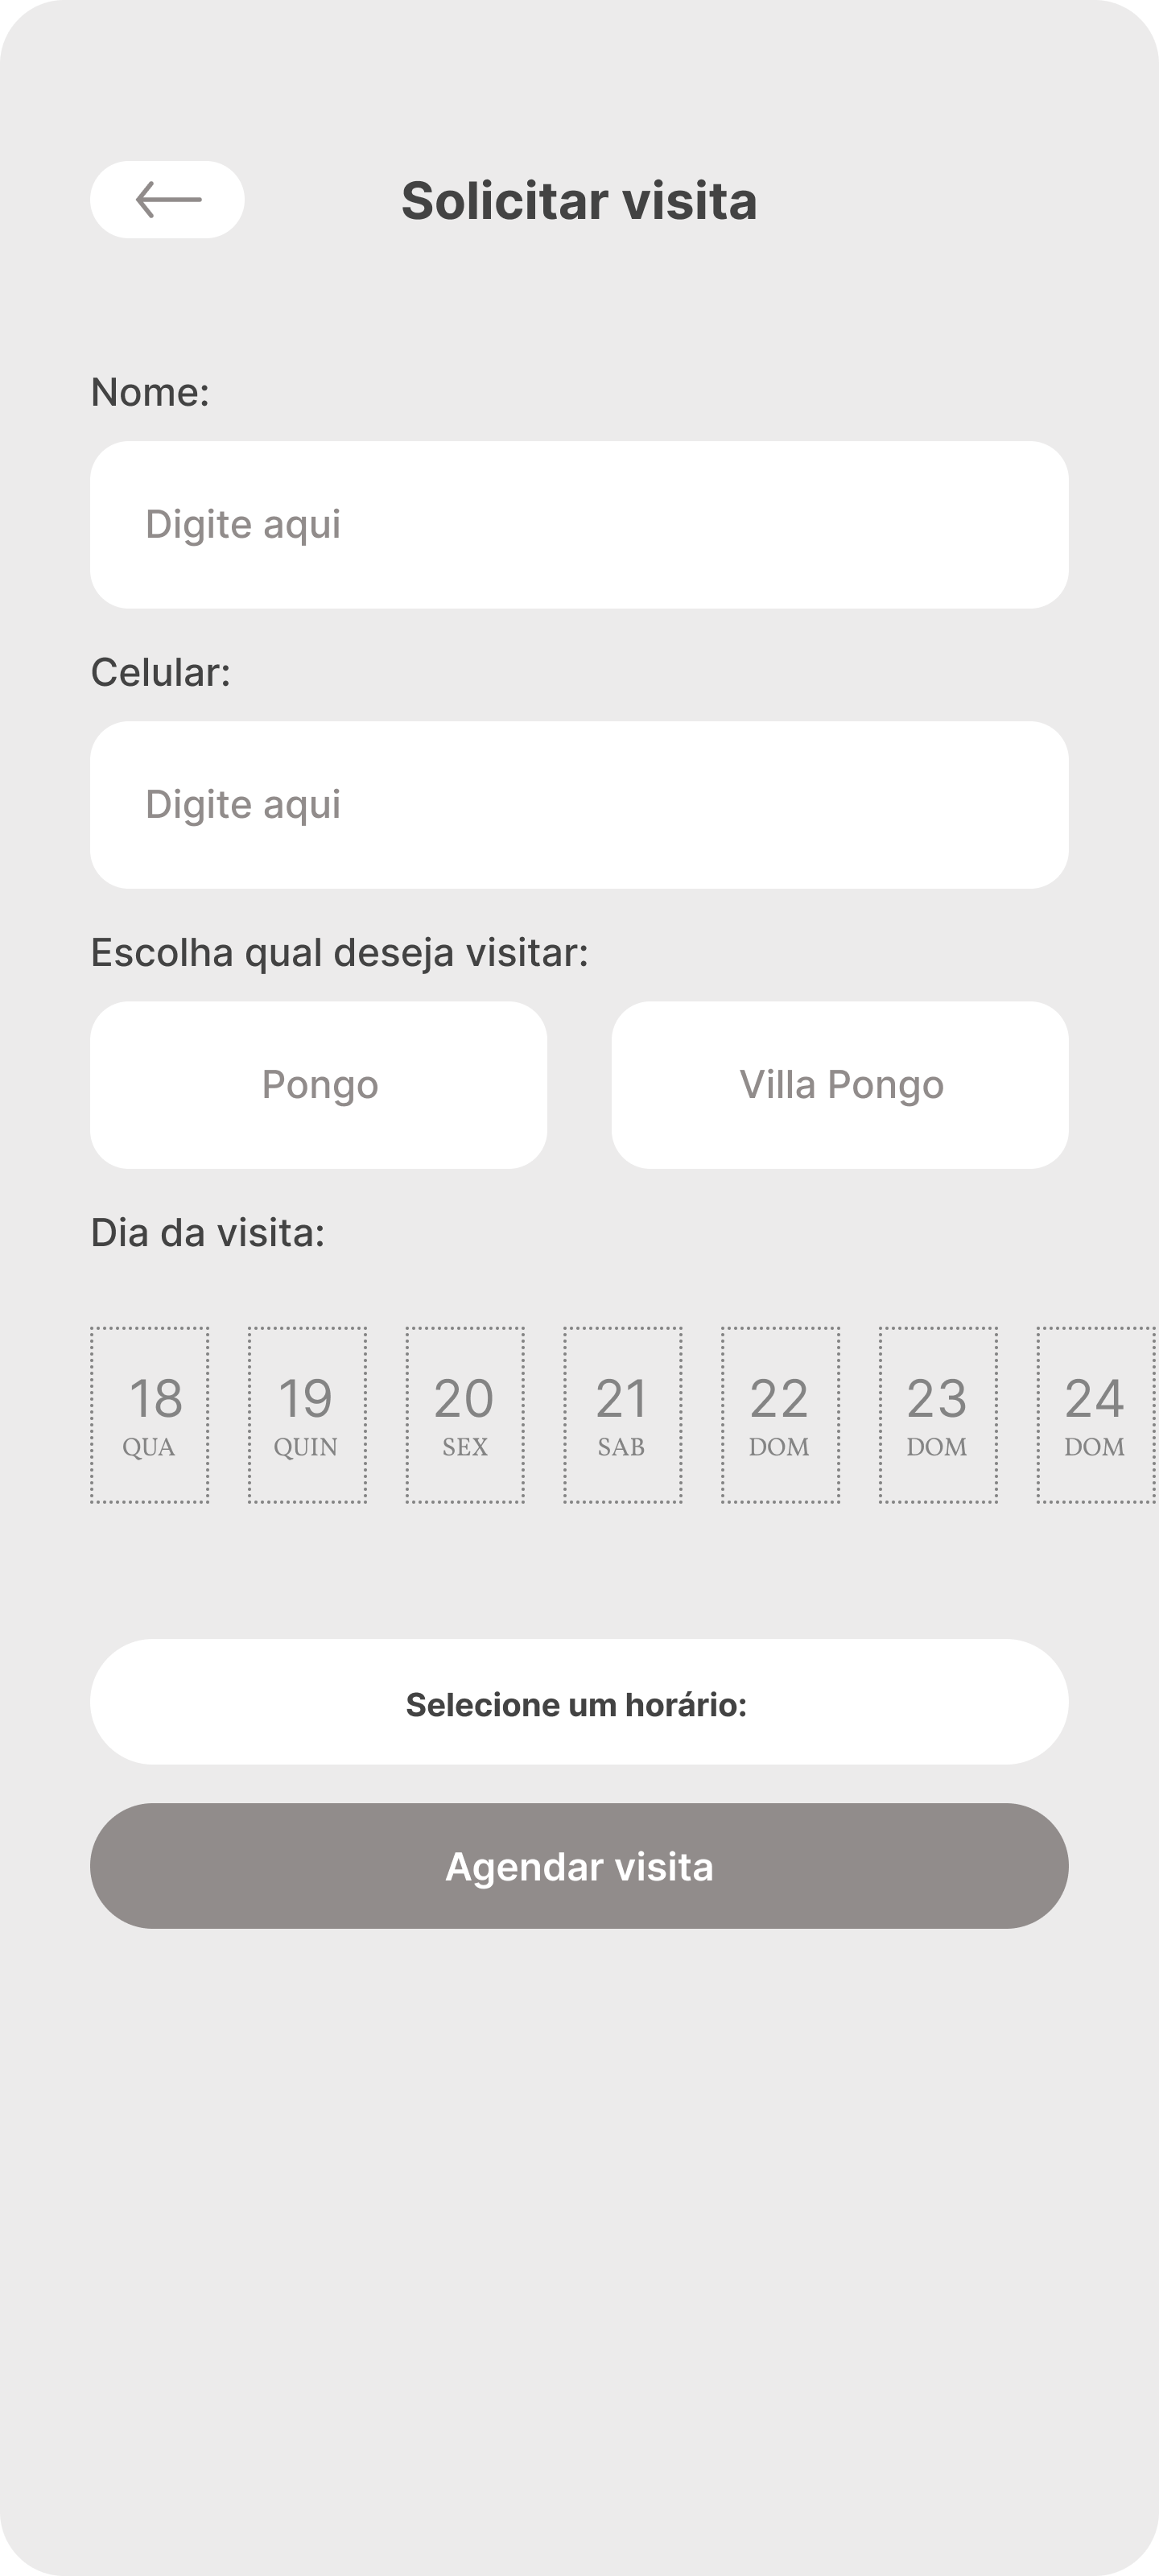 Solicitar visita
Nome:
Digite aqui
Celular:
Digite aqui
Escolha qual deseja visitar:
Pongo Villa Pongo
Dia da visita:
18 19 20 21 22 23 24
QUA QUIN SEX SAB DOM DOM DOM
Selecione um horário:
Agendar visita